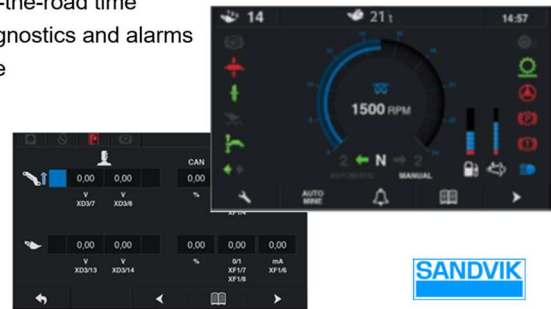 -the-road time
gnostics and alarms
e
14
21 t
14:57
1500 RPM
2 N 2
AUTOMATIC MANUAL
AUTO
MINE
CAN
0,00 0,00 0,00
V V %
XD3/7 XD3/8
XF1/4
0,00 0,00 0,00 0,00 0,00
V V % 0/1 mA
XD3/13 XD3/14 XF1/7 XF1/6
XF1/8
SANDVIK